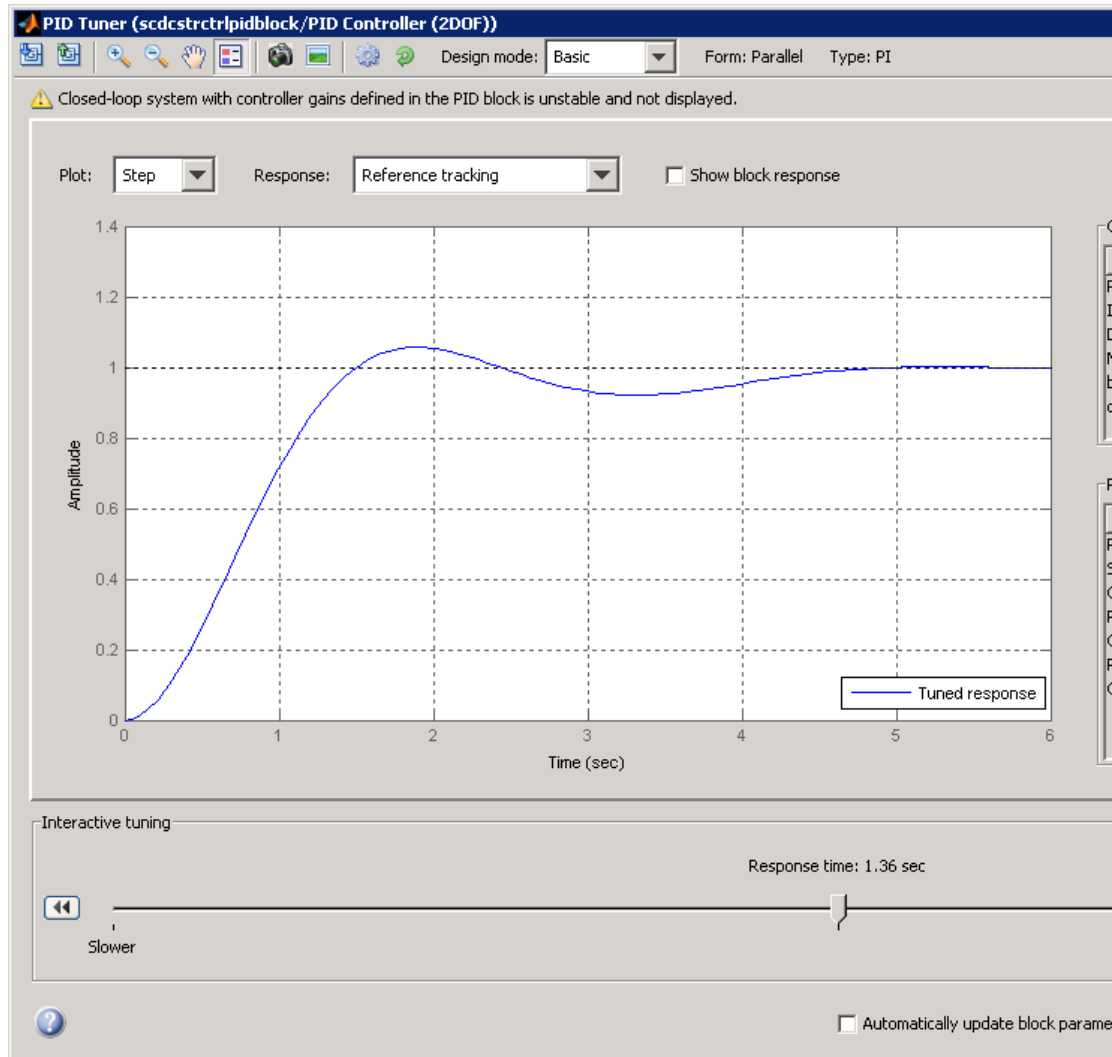 PID Tuner (scdcstrctrlpidblock/PID Controller (2DOF))
Design mode: Basic Form: Parallel Type: PI
Closed-loop system with controller gains defined in the PID block is unstable and not displayed.
Plot: Step Response: Reference tracking Show block response
1.4
1.2
1
0.8
0.6
0.4
0.2
0
Amplitude
0 1 2 3 4 5 6
Time (sec)
Tuned response
Interactive tuning
Response time: 1.36 sec
Slower
Automatically update block parame